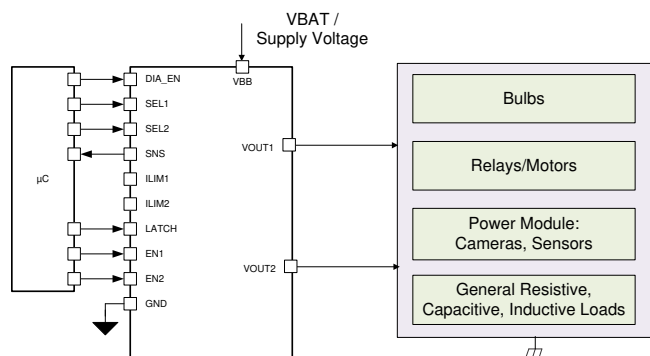 VBAT /
Supply Voltage
VBB
µC
DIA_EN
SEL1
SEL2
SNS
ILIM1
ILIM2
LATCH
EN1
EN2
GND
VOUT1
VOUT2
Bulbs
Relays/Motors
Power Module:
Cameras, Sensors
General Resistive,
Capacitive, Inductive Loads